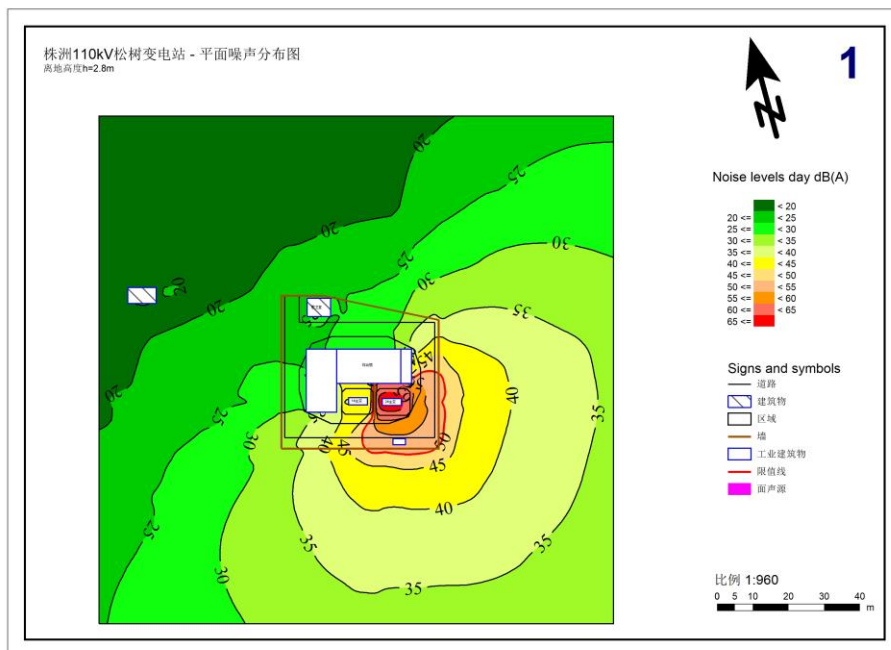 株洲110kV松树变电站 - 平面噪声分布图
离地高度h=2.8m
1
Noise levels day dB(A)
< 20
20 <= < 25
25 <= < 30
30 <= < 35
35 <= < 40
40 <= < 45
45 <= < 50
50 <= < 55
55 <= < 60
60 <= < 65
65 <=
Signs and symbols
道路
建筑物
区域
墙
工业建筑物
限值线
面声源
比例 1:960
0 5 10 20 30 40
m
20
25
30
20
25
20
30
35
20
45
40
35
20
25
30
40
45
50
45
40
35
25
30
35
35